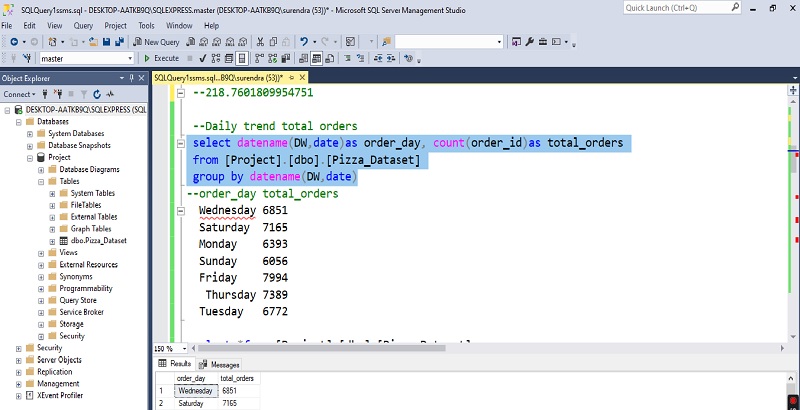 SQLQuery1ssms.sql - DESKTOP-AATKB9Q\SQLEXPRESS.master (DESKTOP-AATKB9Q\surendra (53))* - Microsoft SQL Server Management Studio
Quick Launch (Ctrl+Q)
File Edit View Query Project Tools Window Help
New Query
master Execute
Object Explorer
Connect
DESKTOP-AATKB9Q\SQLEXPRESS (SQL
Databases
System Databases
Database Snapshots
Project
Database Diagrams
Tables
System Tables
FileTables
External Tables
Graph Tables
dbo.Pizza_Dataset
Views
External Resources
Synonyms
Programmability
Query Store
Service Broker
Storage
Security
Security
Server Objects
Replication
Management
XEvent Profiler
SQLQuery1ssms.sql...B9Q\surendra (53))*
--218.7601809954751
--Daily trend total orders
select datename(DW,date)as order_day, count(order_id)as total_orders
from [Project].[dbo].[Pizza_Dataset]
group by datename(DW,date)
--order_day total_orders
Wednesday 6851
Saturday 7165
Monday 6393
Sunday 6056
Friday 7994
Thursday 7389
Tuesday 6772
150 %
Results Messages
order_day total_orders
1 Wednesday 6851
2 Saturday 7165